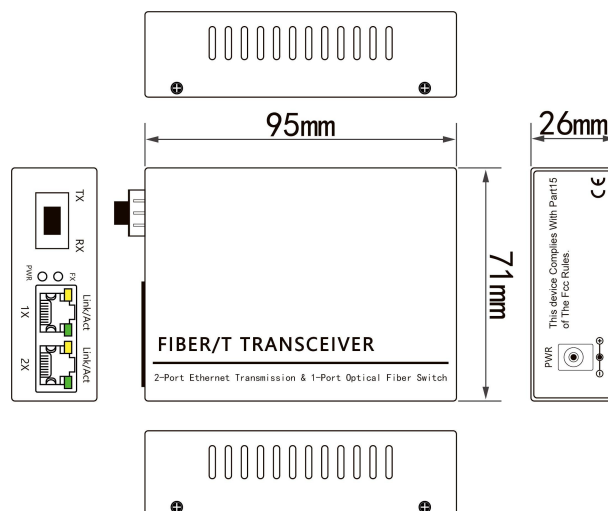 95mm
26mm
TX
RX
PWR
FX
1X
2X
Link/Act
Link/Act
71mm
FIBER/T TRANSCEIVER
2-Port Ethernet Transmission & 1-Port Optical Fiber Switch
This device Complies With Part15
of The Fcc Rules.
CE
PWR